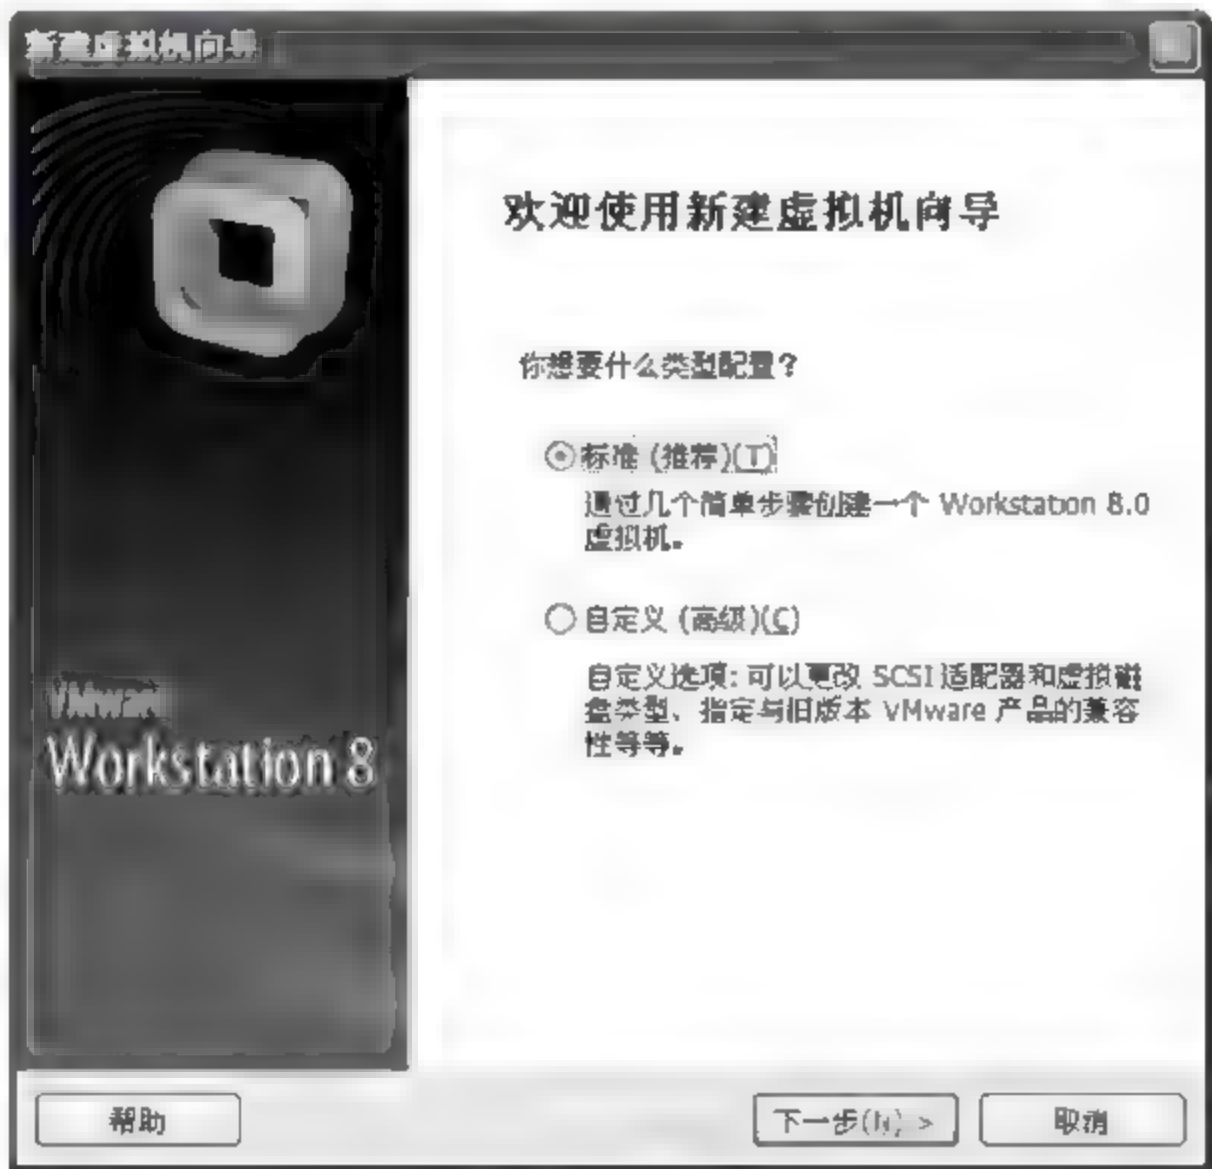 新建虚拟机向导
欢迎使用新建虚拟机向导
你想要什么类型配置？
标准 (推荐)(T)
通过几个简单步骤创建一个 Workstation 8.0
虚拟机。
自定义 (高级)(C)
自定义选项: 可以更改 SCSI 适配器和虚拟磁
盘类型、指定与旧版本 VMware 产品的兼容
性等等。
VMware
Workstation 8
帮助
下一步(N) >
取消